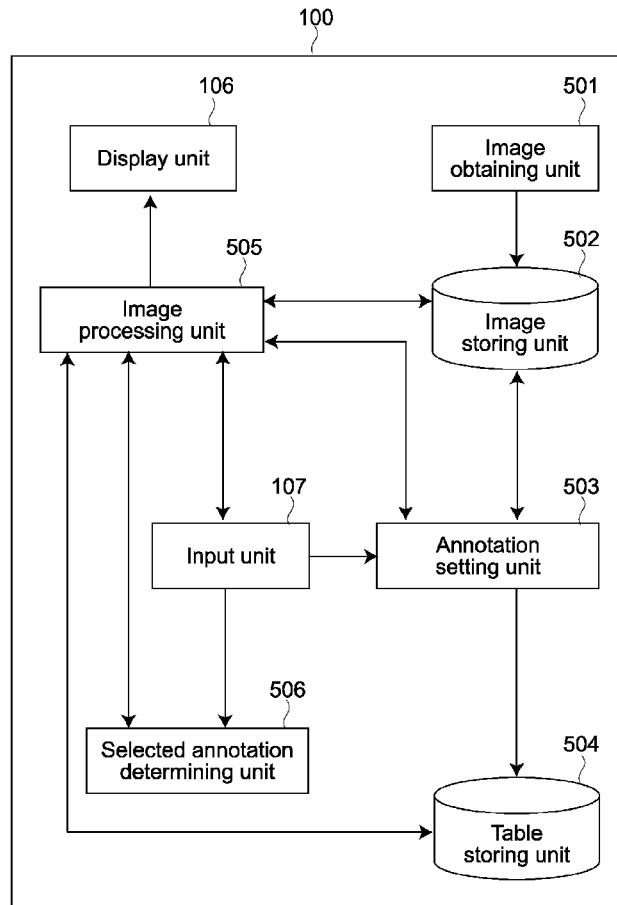 100
106
501
Display unit
Image
obtaining unit
505
502
Image
processing unit
Image
storing unit
107
503
Input unit
Annotation
setting unit
506
504
Selected annotation
determining unit
Table
storing unit